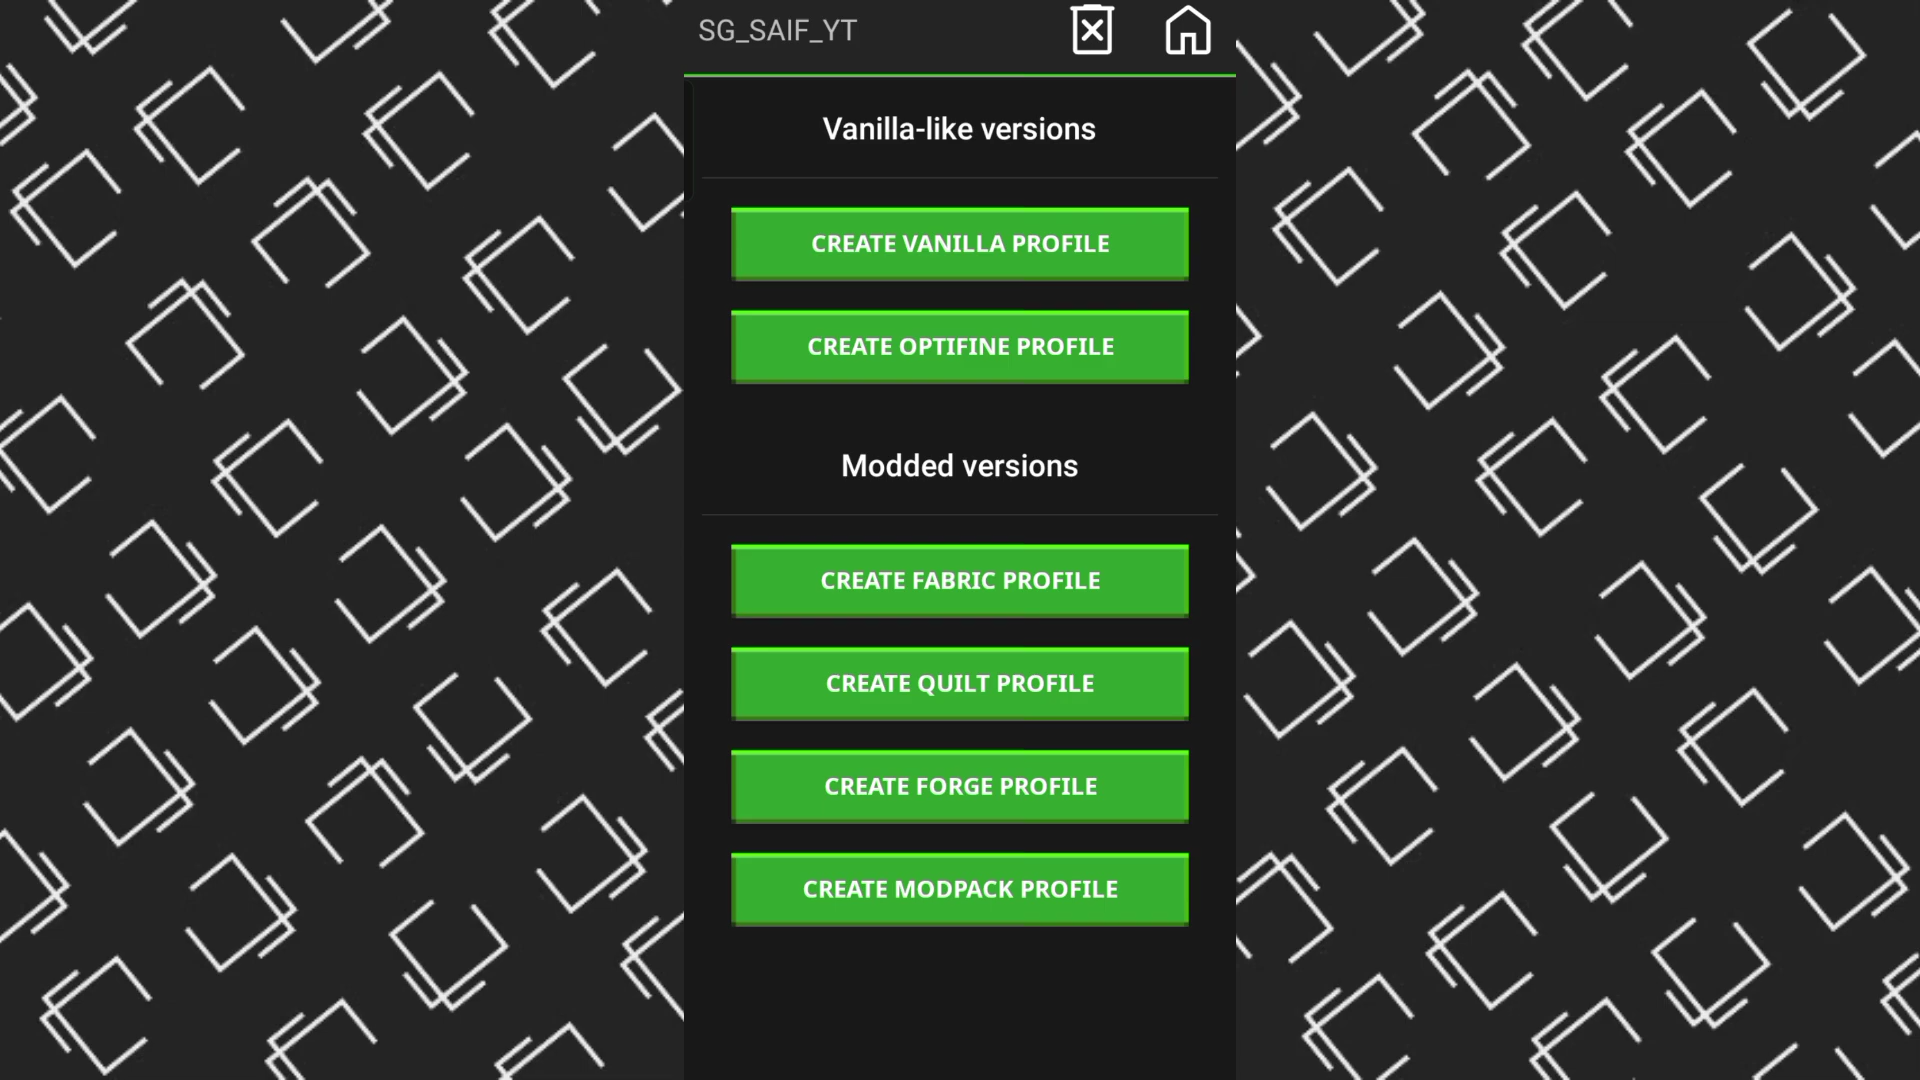 SG_SAIF_YT
Vanilla-like versions
CREATE VANILLA PROFILE
CREATE OPTIFINE PROFILE
Modded versions
CREATE FABRIC PROFILE
CREATE QUILT PROFILE
CREATE FORGE PROFILE
CREATE MODPACK PROFILE